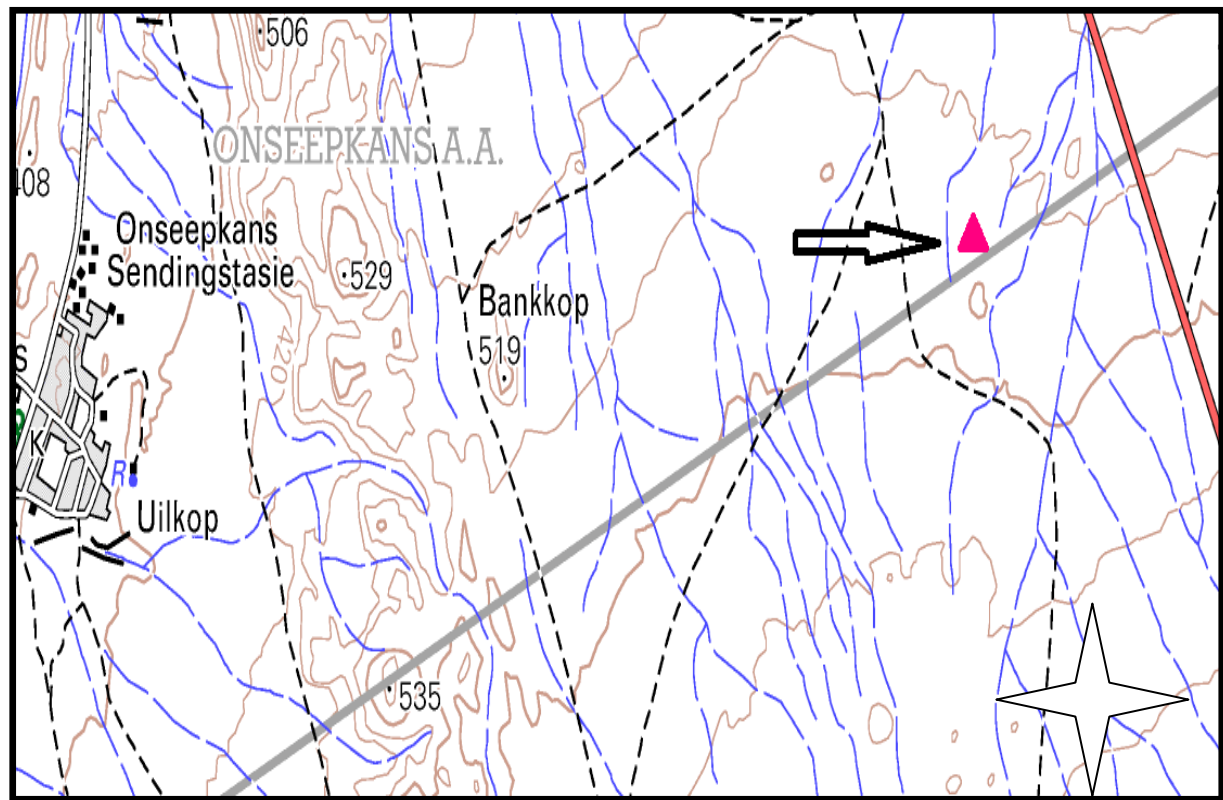 506
ONSEEPKANS A.A.
408
Onseepkans
Sendingstasie
529
Bankkop
519
420
S
K
R
Uilkop
535